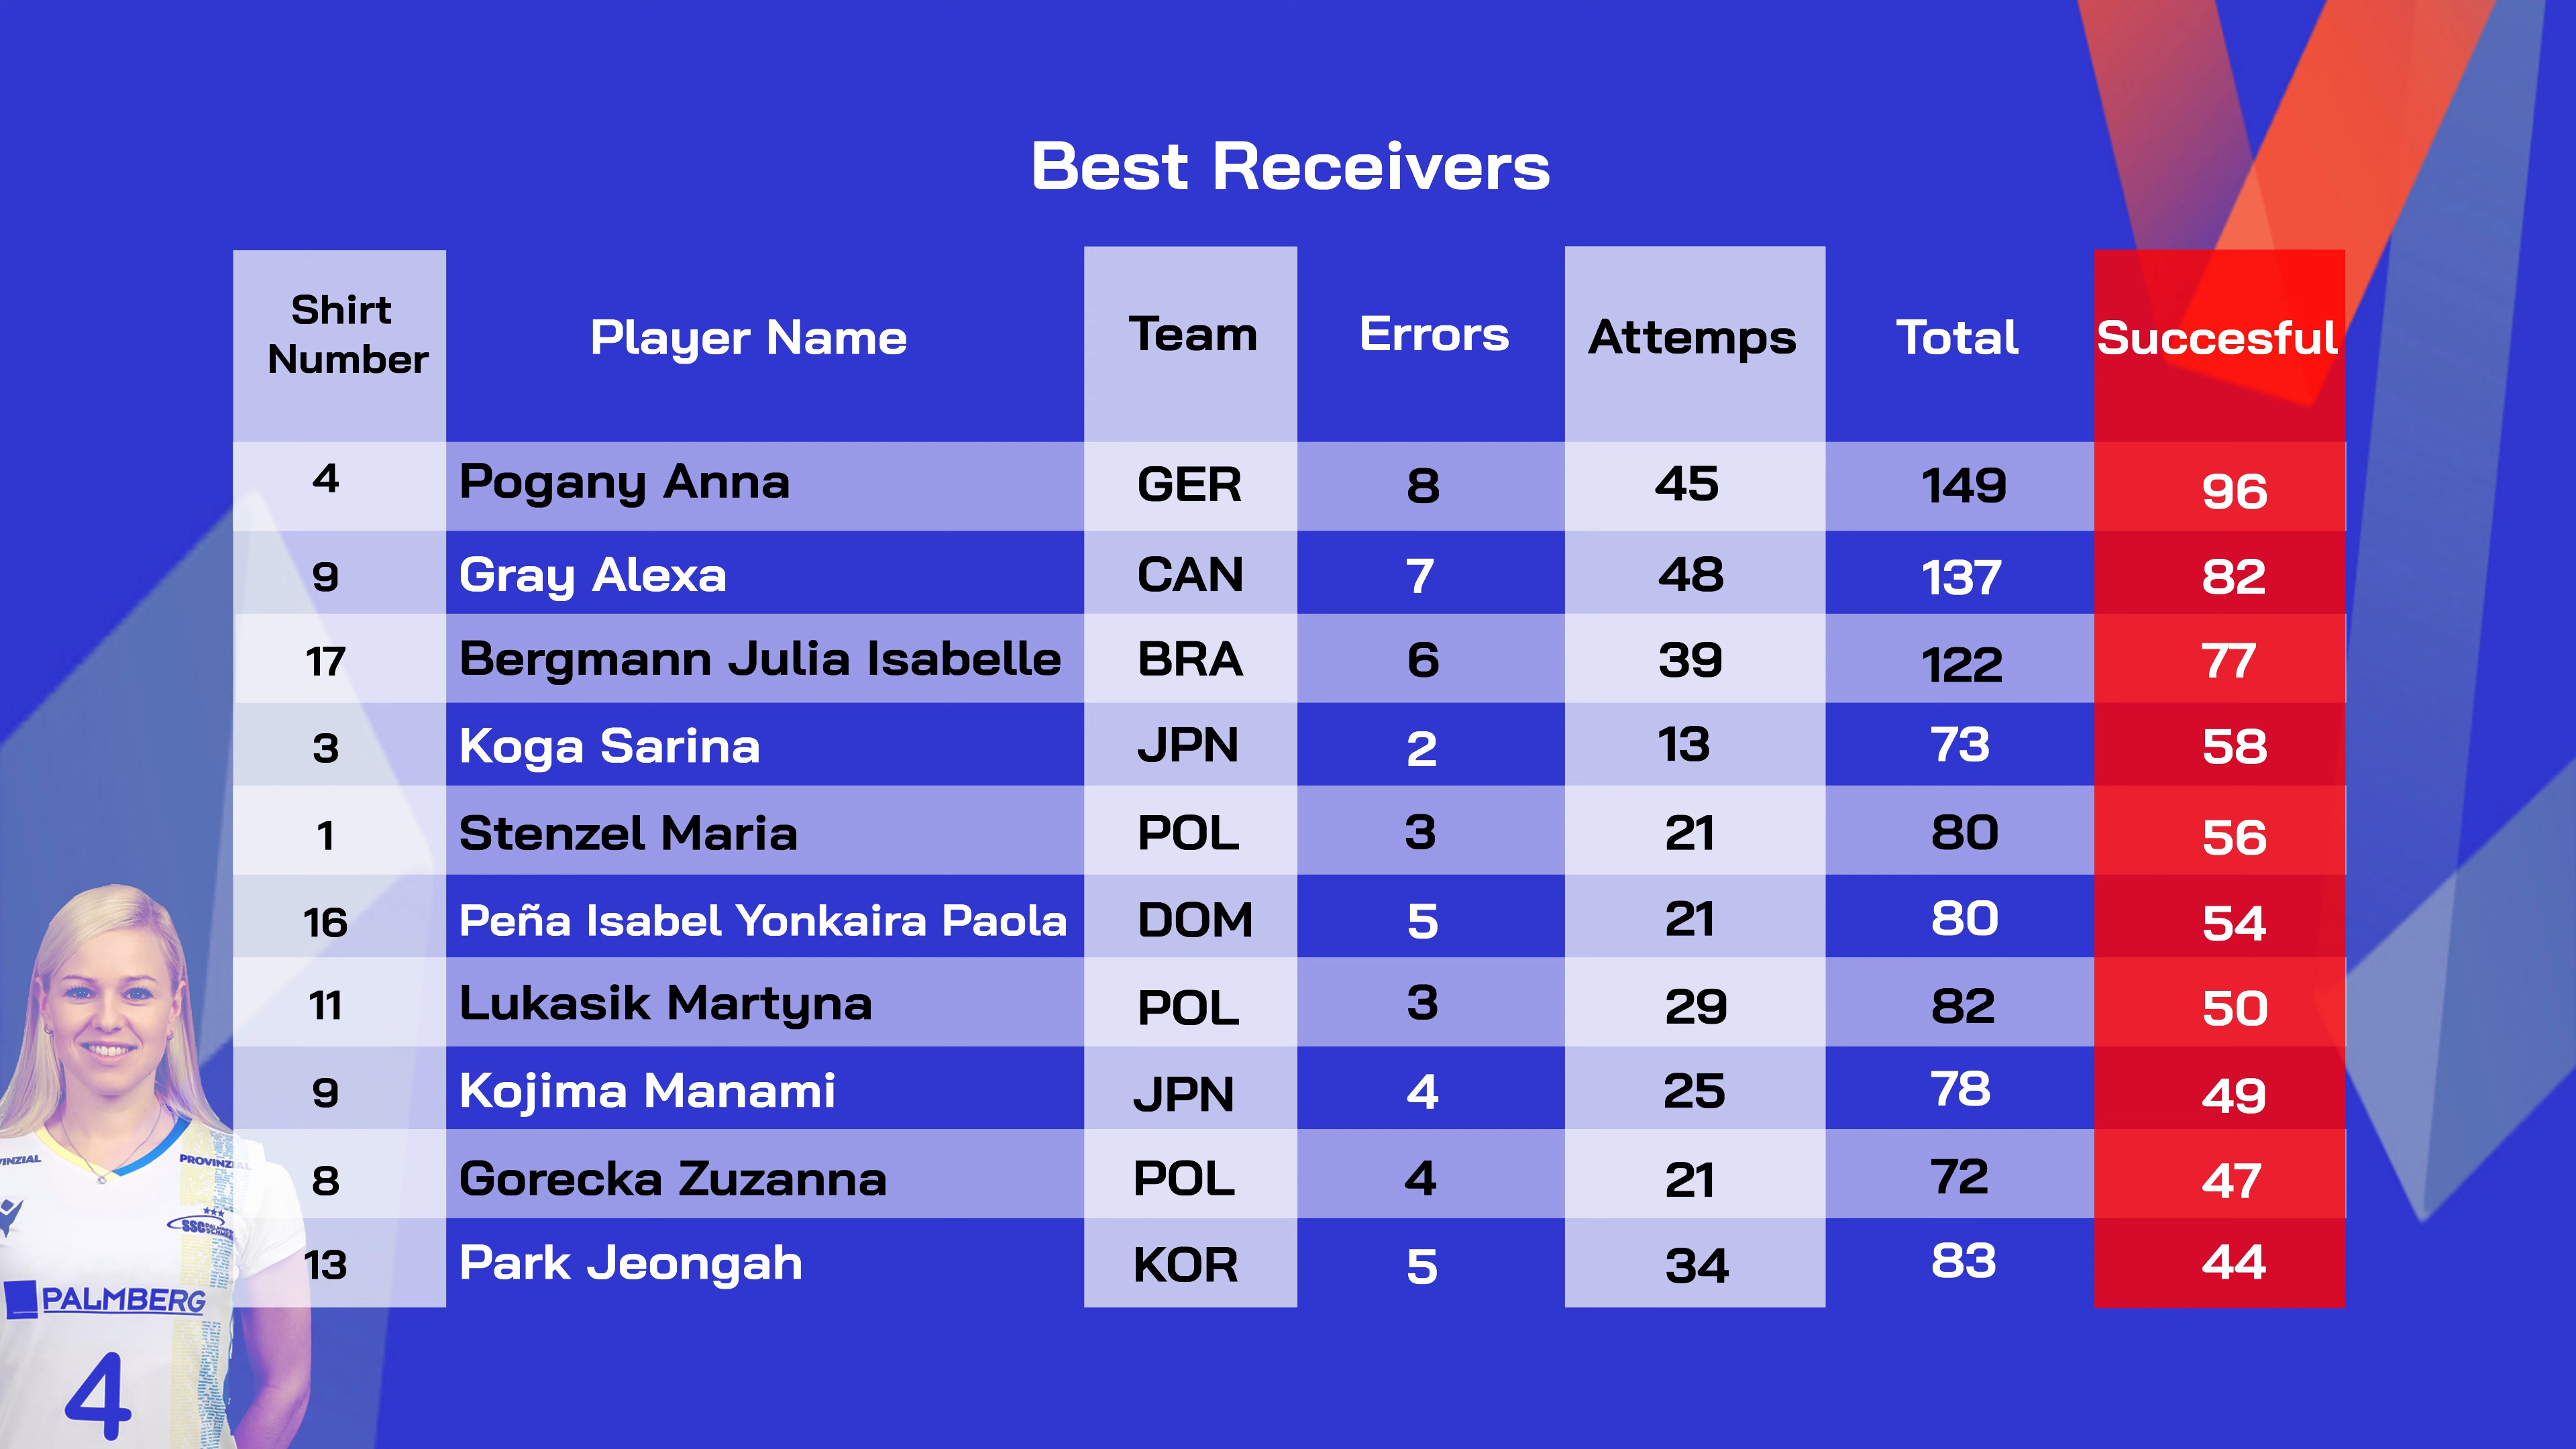 Best Receivers
Shirt Number Player Name Team Errors Attemps Total Succesful
4 Pogany Anna GER 8 45 149 96
9 Gray Alexa CAN 7 48 137 82
17 Bergmann Julia Isabelle BRA 6 39 122 77
3 Koga Sarina JPN 2 13 73 58
1 Stenzel Maria POL 3 21 80 56
16 Peña Isabel Yonkaira Paola DOM 5 21 80 54
11 Lukasik Martyna POL 3 29 82 50
9 Kojima Manami JPN 4 25 78 49
8 Gorecka Zuzanna POL 4 21 72 47
13 Park Jeongah KOR 5 34 83 44
SSC
PALMBERG
4